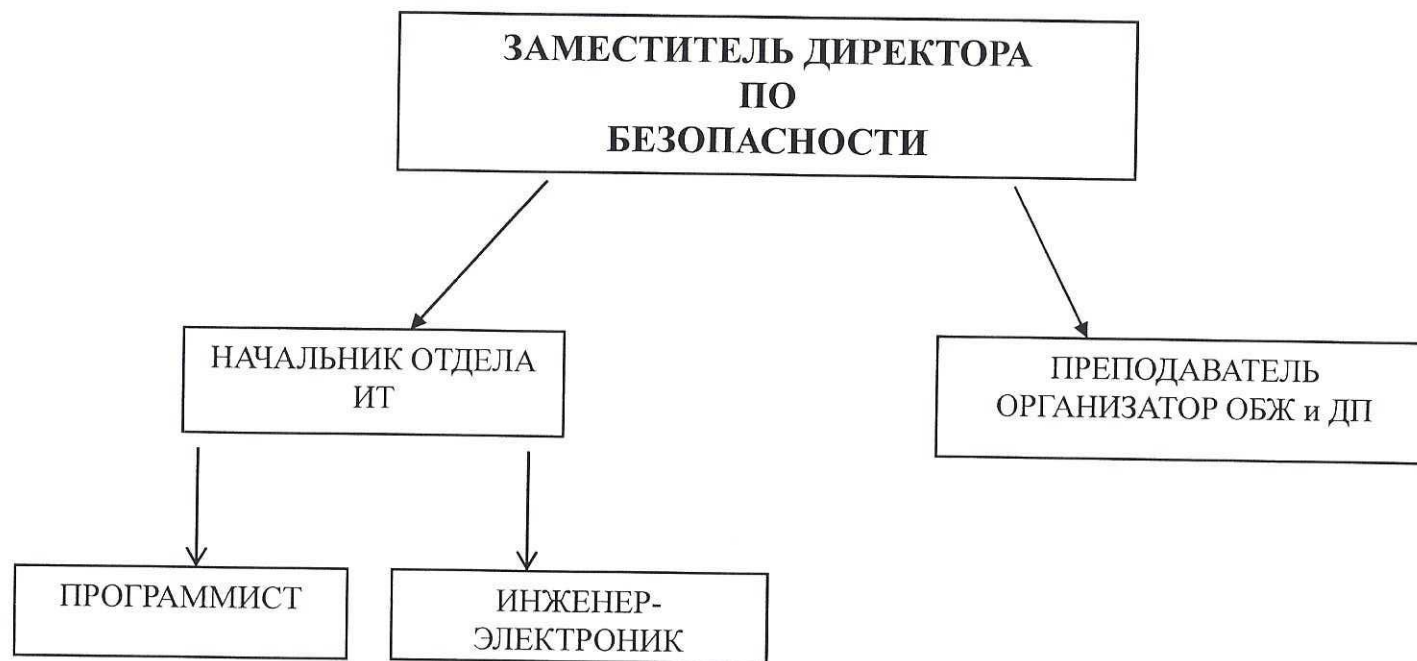 ЗАМЕСТИТЕЛЬ ДИРЕКТОРА
ПО
БЕЗОПАСНОСТИ
НАЧАЛЬНИК ОТДЕЛА
ИТ
ПРЕПОДАВАТЕЛЬ
ОРГАНИЗАТОР ОБЖ и ДП
ПРОГРАММИСТ
ИНЖЕНЕР-
ЭЛЕКТРОНИК